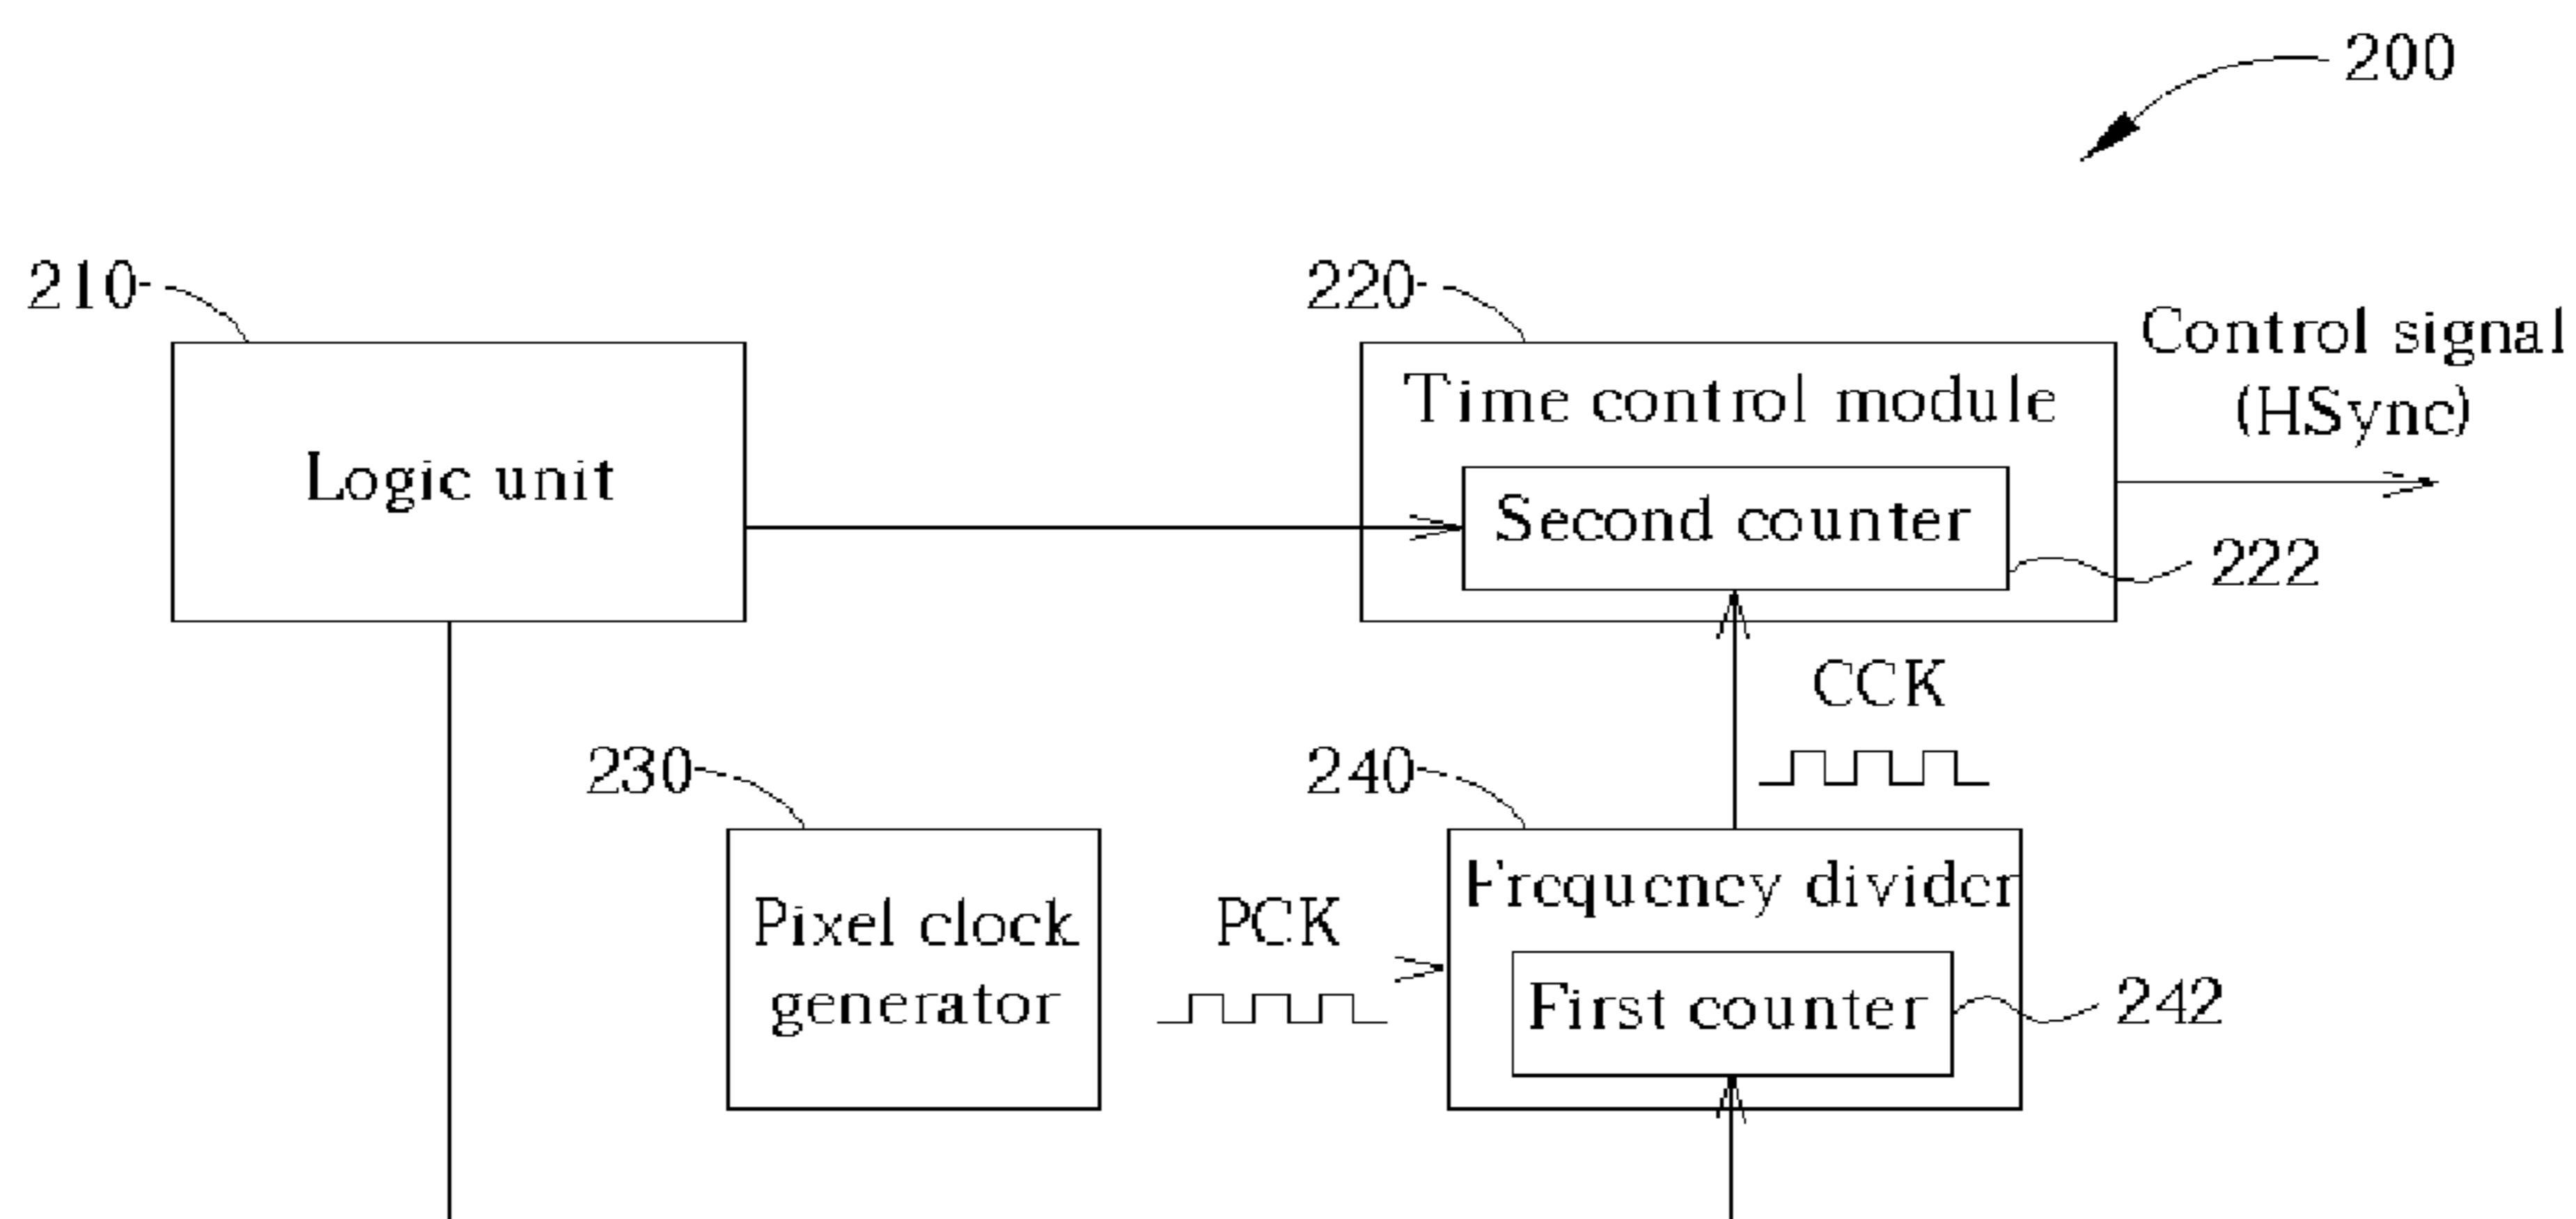 200
210
220
Control signal
(HSync)
Time control module
Logic unit
Second counter
222
CCK
230
240
Frequency divider
Pixel clock
generator
PCK
First counter
242